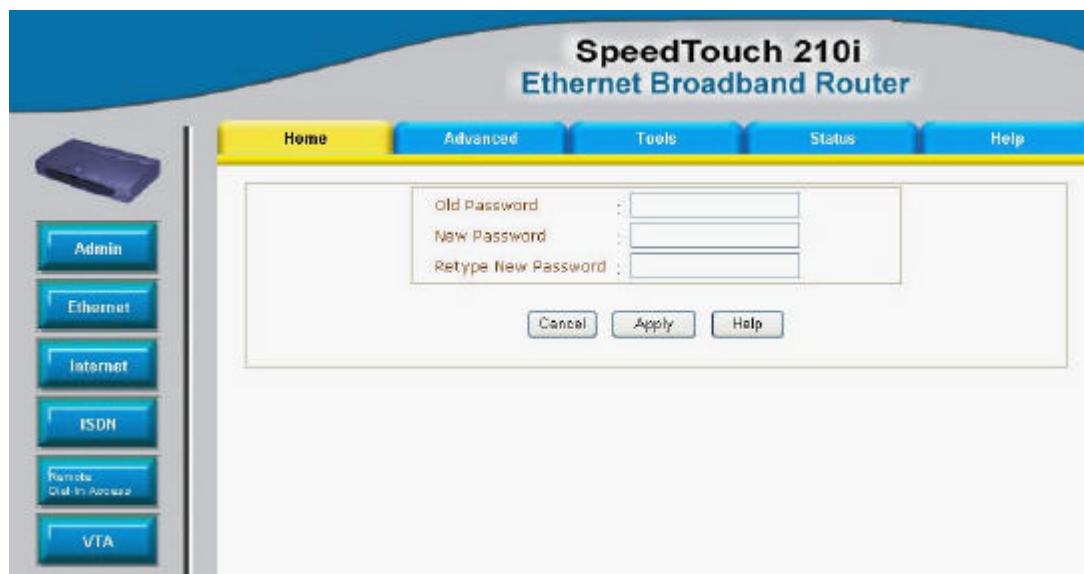 SpeedTouch 210i
Ethernet Broadband Router
Home Advanced Tools Status Help
Old Password :
New Password :
Retype New Password :
Cancel Apply Help
Admin
Ethernet
Internet
ISDN
Remote
Dial-In Access
VTA